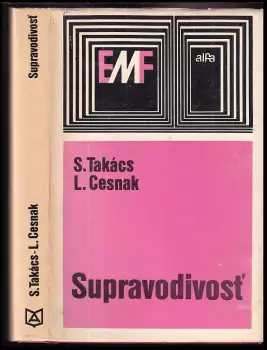 Supravodivosť
S. Takács - L. Cesnak
EMF
alfa
S. Takács
L. Cesnak
Supravodivosť